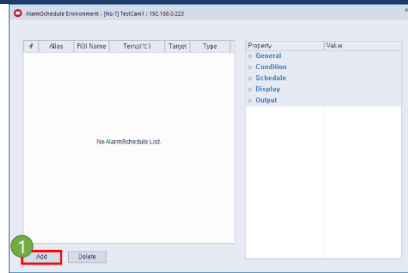 AlarmSchedule Environment - [No.1] TestCam1 : 192.168.0.223
# Alias ROI Name Temp(℃) Target Type
Property Value
» General
» Condition
» Schedule
» Display
» Output
No AlarmSchedule List.
1
Add Delete